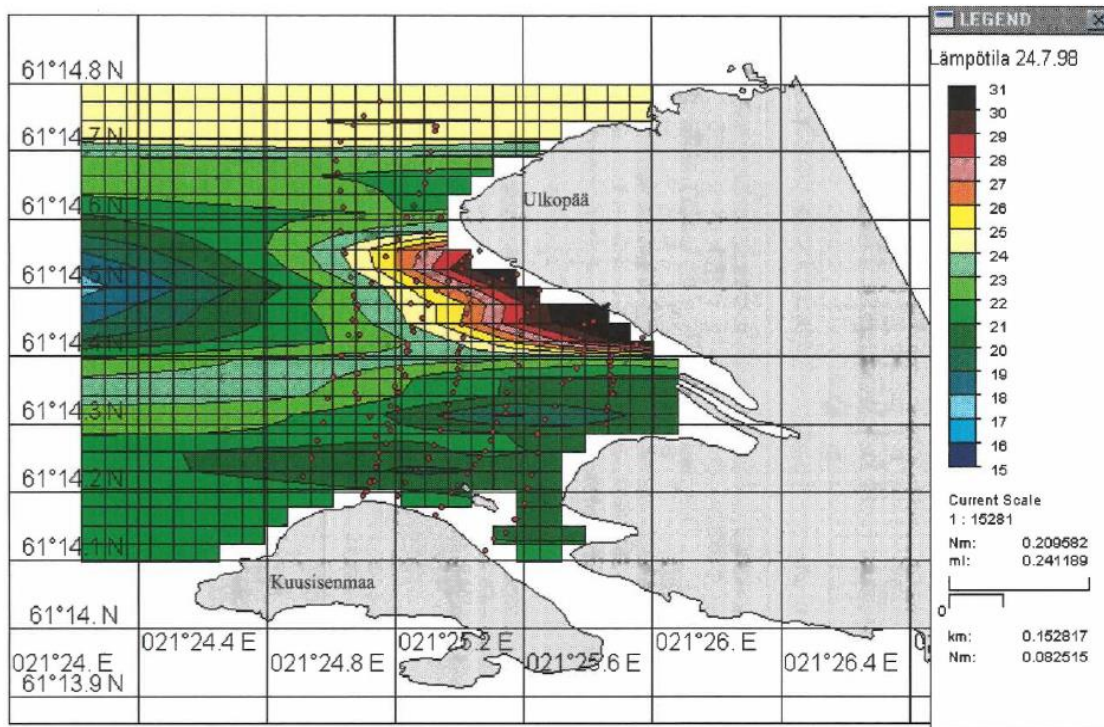 LEGEND
Lämpötila 24.7.98
31
30
29
28
27
26
25
24
23
22
21
20
19
18
17
16
15
Current Scale
1 : 15281
Nm: 0.209582
mi: 0.241189
0
km: 0.152817
Nm: 0.082515
61°14.8 N
61°14.7 N
61°14.6 N
61°14.5 N
61°14.4 N
61°14.3 N
61°14.2 N
61°14.1 N
61°14. N
61°13.9 N
Ulkopää
Kuusisenmaa
021°24. E
021°24.4 E
021°24.8 E
021°25.2 E
021°25.6 E
021°26. E
021°26.4 E